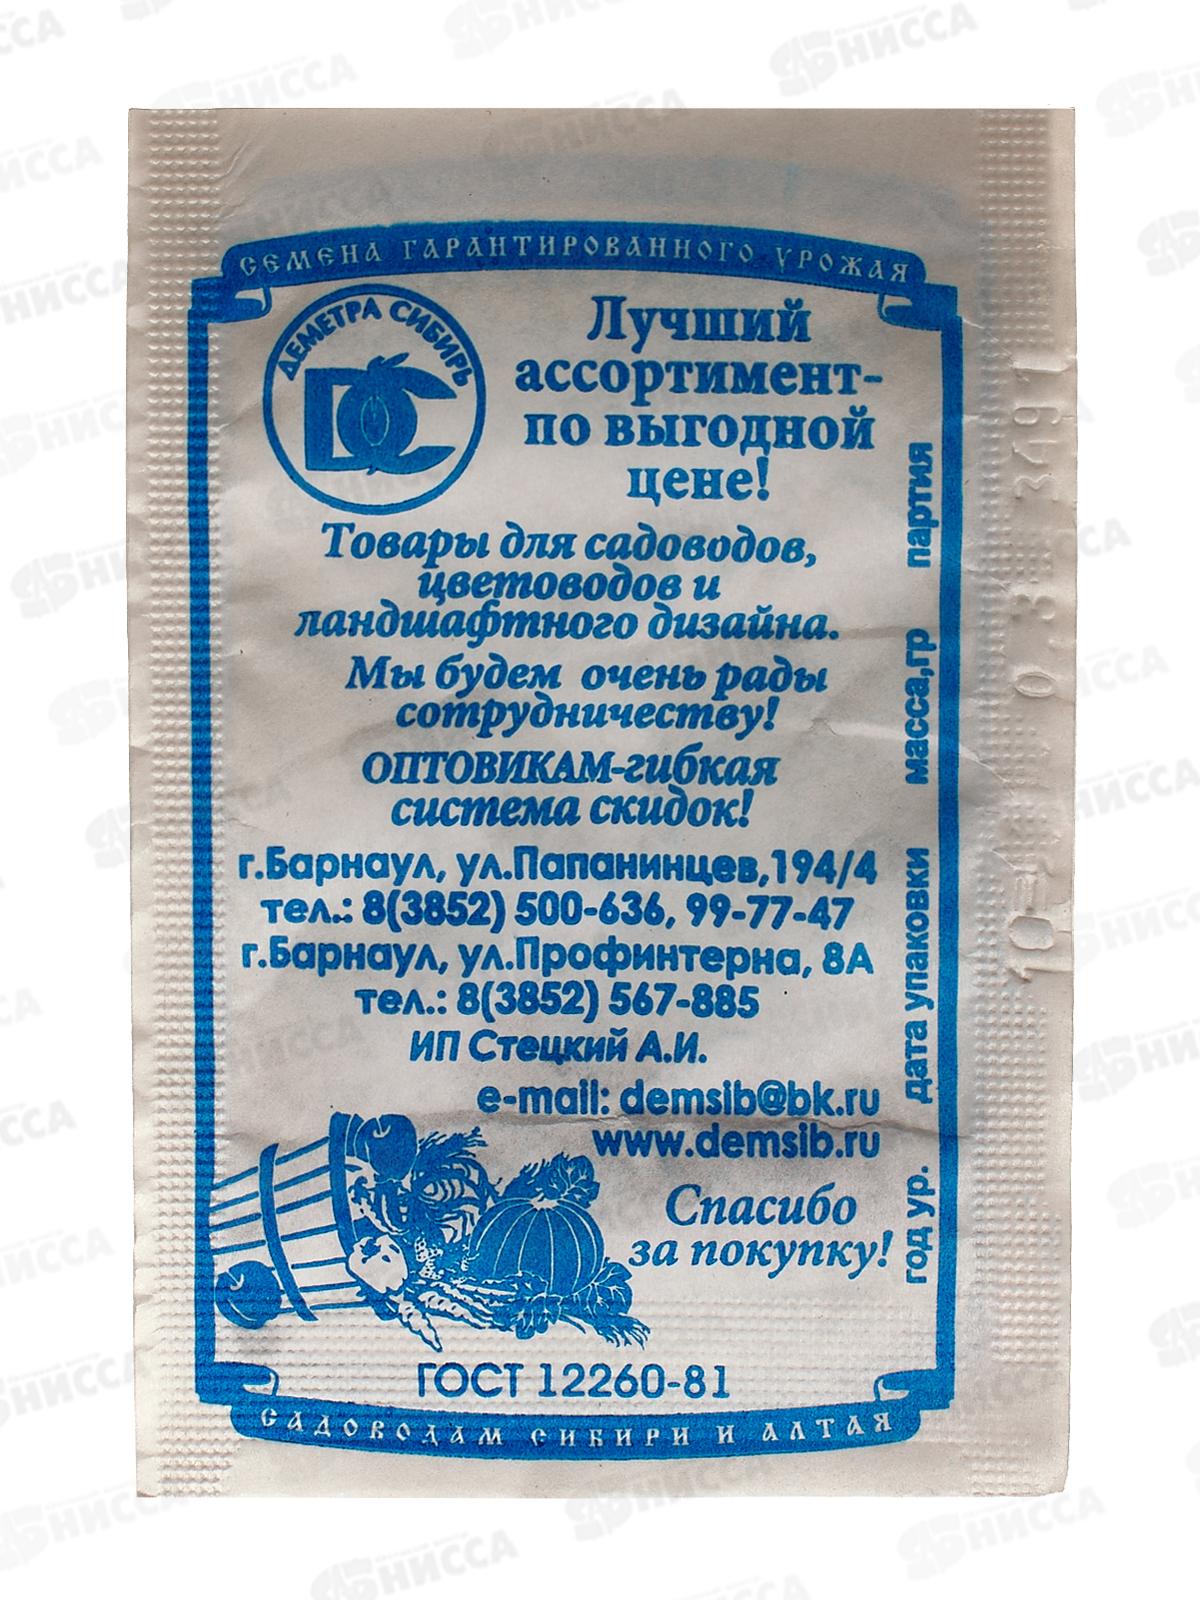 СЕМЕНА ГАРАНТИРОВАННОГО УРОЖАЯ
ДЕМЕТРА СИБИРЬ
ДС
Лучший
ассортимент-
по выгодной
цене!
Товары для садоводов,
цветоводов и
ландшафтного дизайна.
Мы будем очень рады
сотрудничеству!
ОПТОВИКАМ-гибкая
система скидок!
г.Барнаул, ул.Папанинцев,194/4
тел.: 8(3852) 500-636, 99-77-47
г.Барнаул, ул.Профинтерна, 8А
тел.: 8(3852) 567-885
ИП Стецкий А.И.
e-mail: demsib@bk.ru
www.demsib.ru
Спасибо
за покупку!
ГОСТ 12260-81
САДОВОДАМ СИБИРИ И АЛТАЯ
год ур. дата упаковки масса,гр партия
НИССА